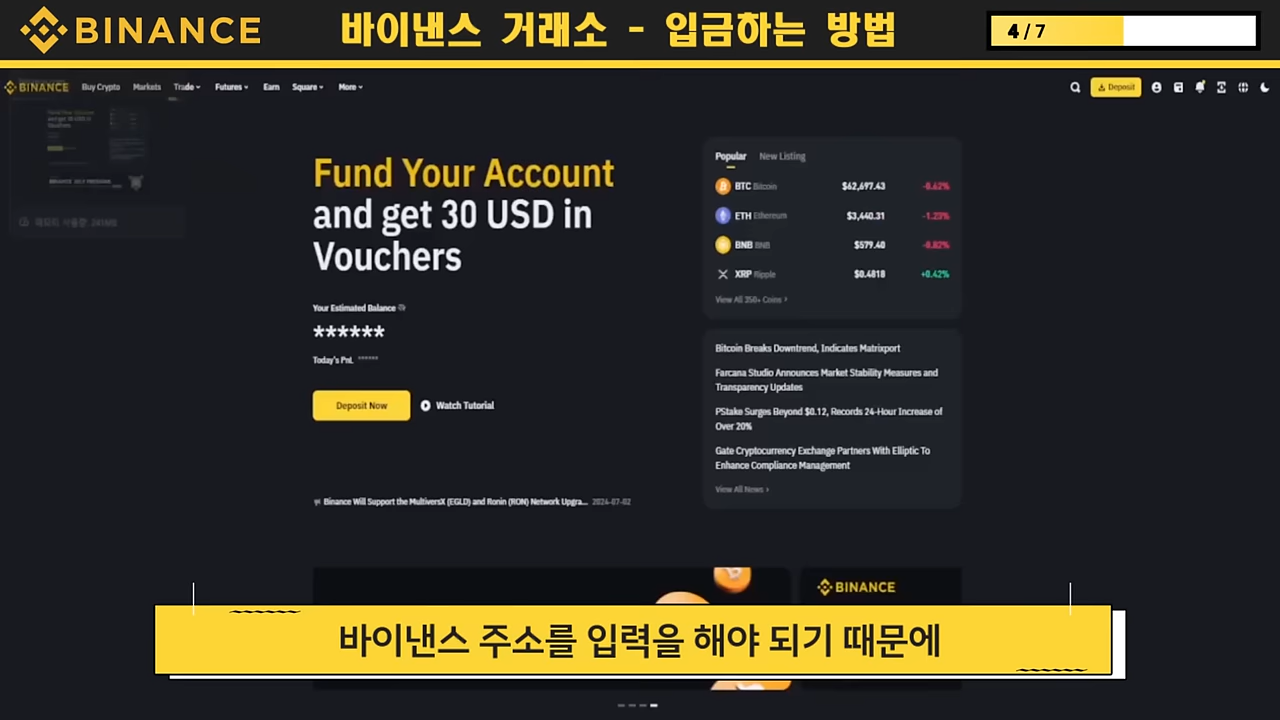 BINANCE
바이낸스 거래소 - 입금하는 방법
4 / 7
BINANCE Buy Crypto Markets Trade Futures Earn Square More
Deposit
Fund Your Account
and get 30 USD in
Vouchers
Your Estimated Balance
******
Today's PnL ******
Deposit Now
Watch Tutorial
Binance Will Support the MultiversX (EGLD) and Ronin (RON) Network Upgra... 2024-07-02
Popular New Listing
BTC Bitcoin $62,697.43 -0.62%
ETH Ethereum $3,440.31 -1.23%
BNB BNB $579.40 -0.82%
XRP Ripple $0.4818 +0.42%
View All 350+ Coins >
Bitcoin Breaks Downtrend, Indicates Matrixport
Farcana Studio Announces Market Stability Measures and
Transparency Updates
PStake Surges Beyond $0.12, Records 24-Hour Increase of
Over 20%
Gate Cryptocurrency Exchange Partners With Elliptic To
Enhance Compliance Management
View All News >
BINANCE
바이낸스 주소를 입력을 해야 되기 때문에